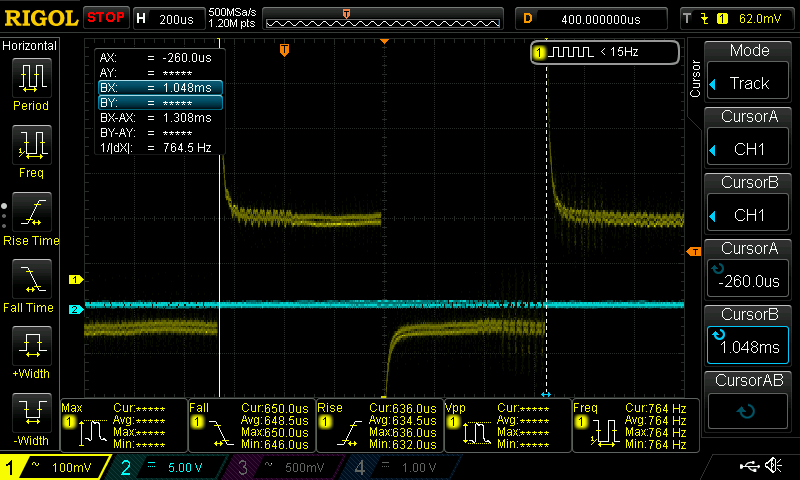 RIGOL STOP H 200us 500MSa/s 1.20M pts D 400.000000us T 1 62.0mV
Horizontal
Period
Freq
Rise Time
Fall Time
+Width
-Width
AX: = -260.0us
AY: = *****
BX: = 1.048ms
BY: = *****
BX-AX: = 1.308ms
BY-AY: = *****
1/|dX|: = 764.5 Hz
T
1 < 15Hz
1
2
T
Cursor
Mode
Track
CursorA
CH1
CursorB
CH1
CursorA
-260.0us
CursorB
1.048ms
CursorAB
Max 1 Cur:*****
Avg:*****
Max:*****
Min:*****
Fall 1 Cur:650.0us
Avg:648.5us
Max:650.0us
Min:646.0us
Rise 1 Cur:636.0us
Avg:634.5us
Max:636.0us
Min:632.0us
Vpp 1 Cur:*****
Avg:*****
Max:*****
Min:*****
Freq 1 Cur:764 Hz
Avg:764 Hz
Max:764 Hz
Min:764 Hz
1 ~ 100mV 2 5.00 V 3 ~ 500mV 4 1.00 V